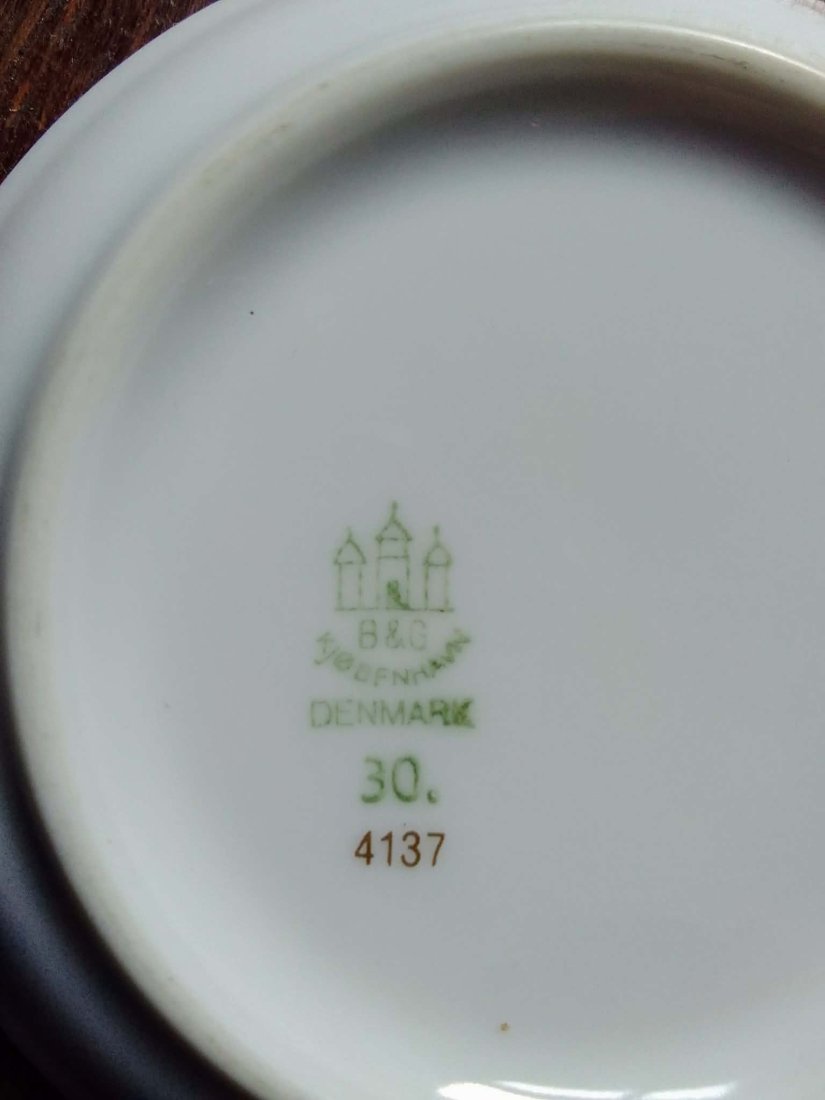 B&G
KJØBENHAVN
DENMARK
30.
4137